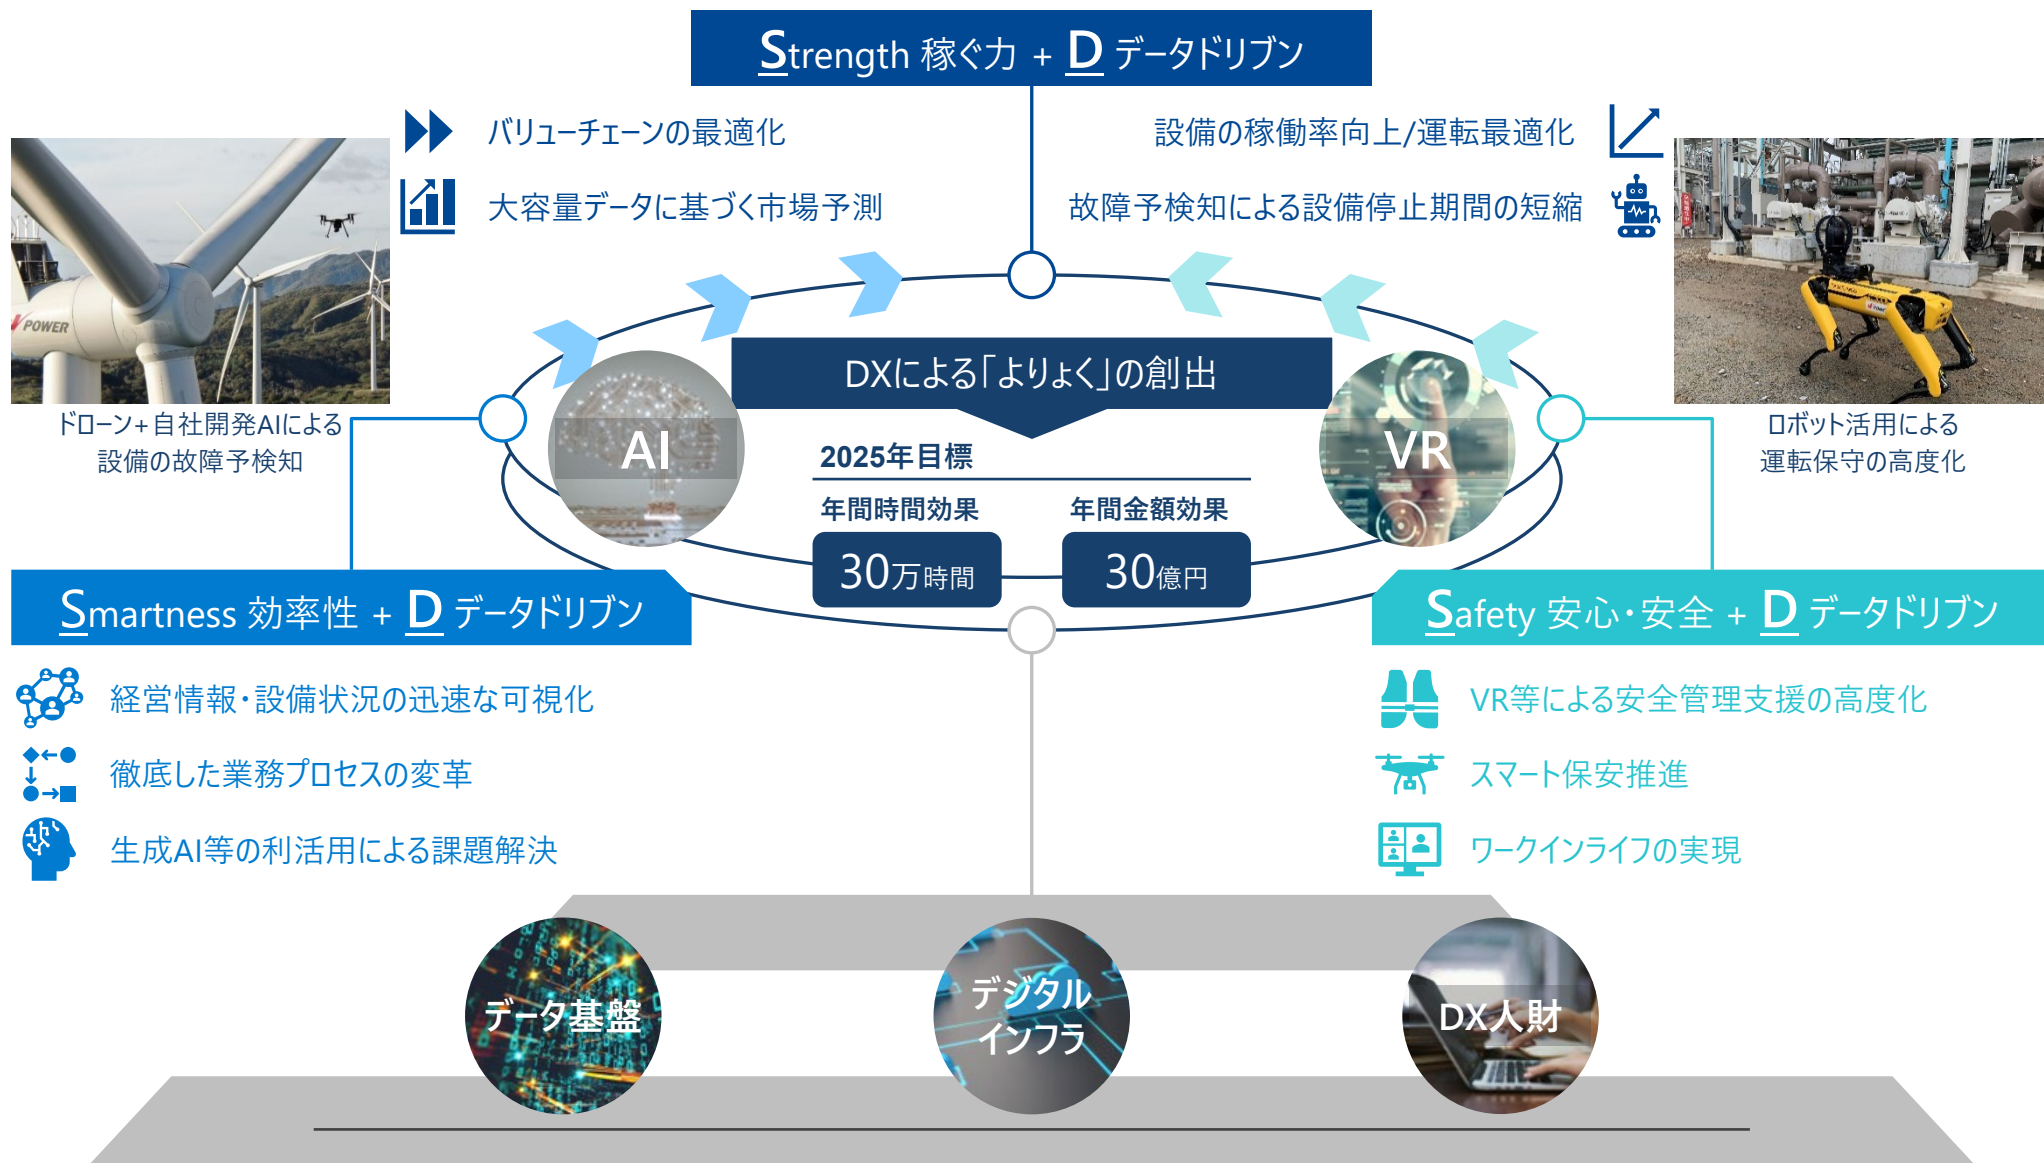 Strength 稼ぐ力 + D データドリブン
バリューチェーンの最適化
大容量データに基づく市場予測
設備の稼働率向上/運転最適化
故障予検知による設備停止期間の短縮
POWER
ドローン+自社開発AIによる
設備の故障予検知
ロボット活用による
運転保守の高度化
DXによる「よりょく」の創出
AI
VR
2025年目標
年間時間効果
年間金額効果
30万時間
30億円
Smartness 効率性 + D データドリブン
経営情報・設備状況の迅速な可視化
徹底した業務プロセスの変革
生成AI等の利活用による課題解決
Safety 安心・安全 + D データドリブン
VR等による安全管理支援の高度化
スマート保安推進
ワークインライフの実現
データ基盤
デジタル
インフラ
DX人財